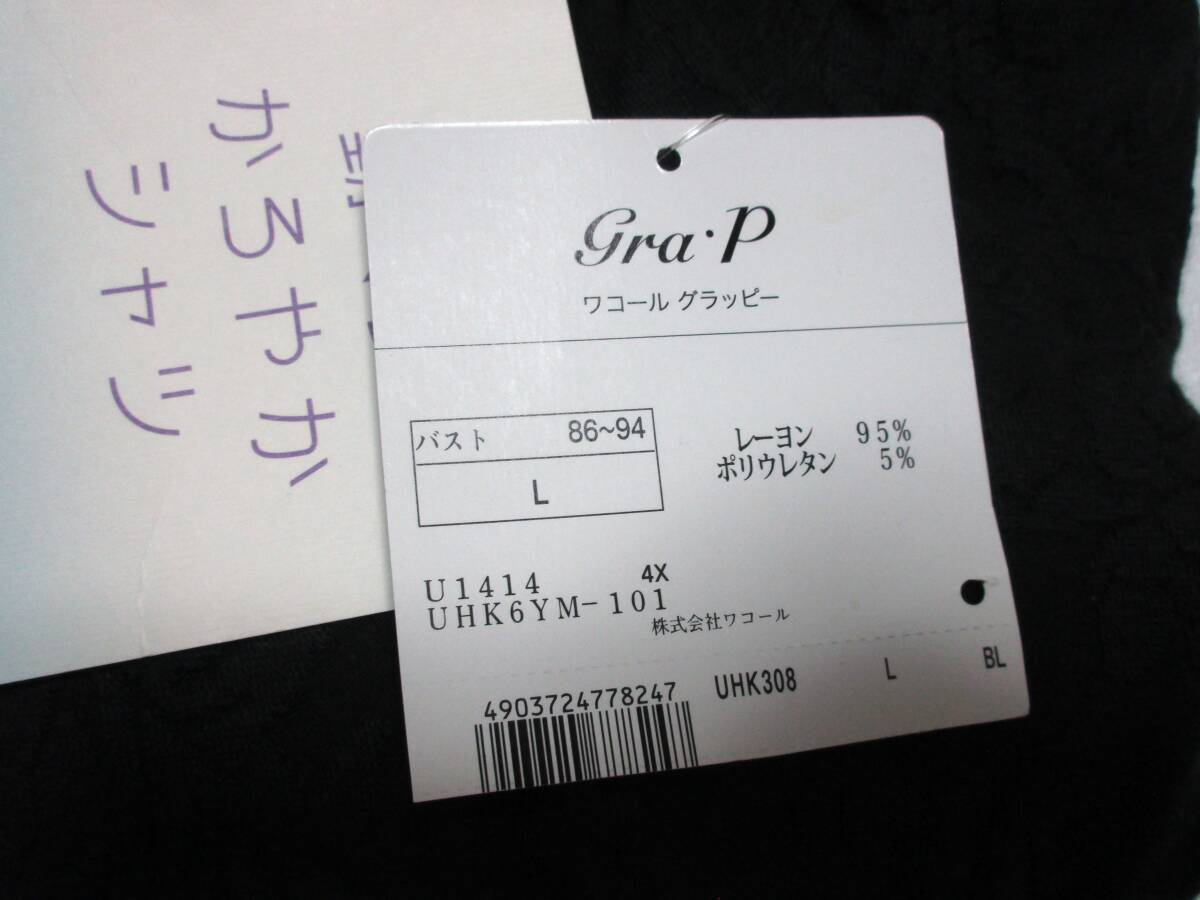 かろやか
シャツ
Gra・P
ワコール グラッピー
バスト 86~94
L
レーヨン 95%
ポリウレタン 5%
U1414 4X
UHK6YM-101
株式会社ワコール
4903724778247 UHK308 L BL